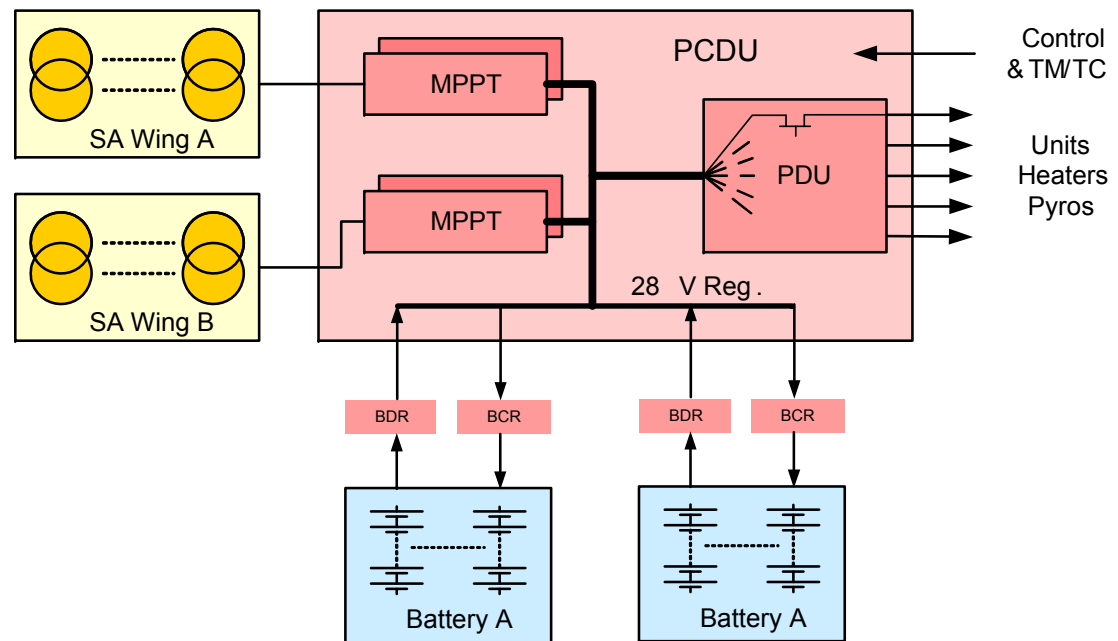 PCDU
Control
& TM/TC
MPPT
SA Wing A
PDU
Units
Heaters
Pyros
MPPT
SA Wing B
28 V Reg .
BDR
BCR
BDR
BCR
Battery A
Battery A